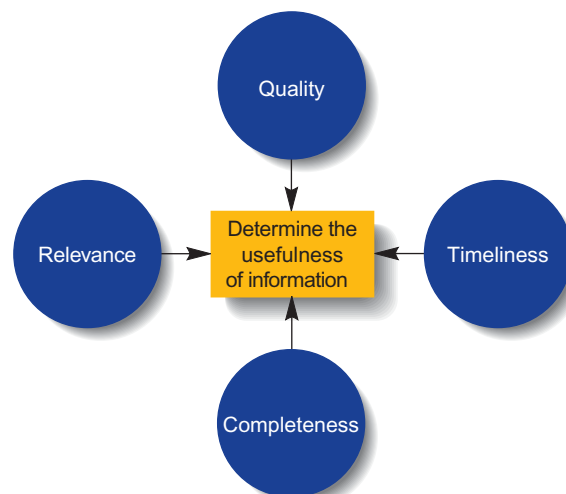 Quality
Relevance
Determine the
usefulness
of information
Timeliness
Completeness